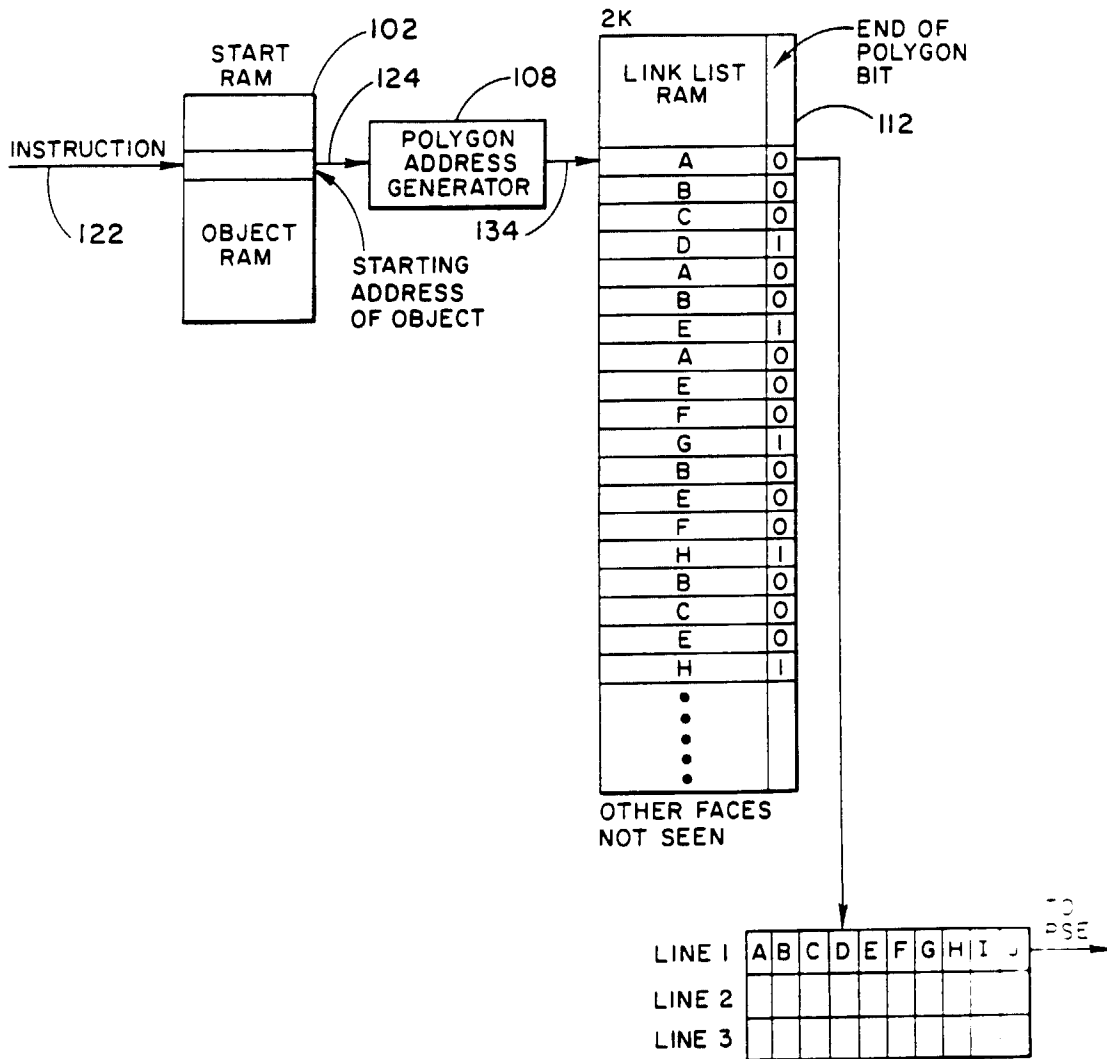 START
RAM
102
INSTRUCTION
122
OBJECT
RAM
124
STARTING
ADDRESS
OF OBJECT
108
POLYGON
ADDRESS
GENERATOR
134
2K
LINK LIST
RAM
END OF
POLYGON
BIT
112
A 0
B 0
C 0
D 1
A 0
B 0
E 1
A 0
E 0
F 0
G 1
B 0
E 0
F 0
H 1
B 0
C 0
E 0
H 1
OTHER FACES
NOT SEEN
LINE 1 A B C D E F G H I J
TO
PSE
LINE 2
LINE 3